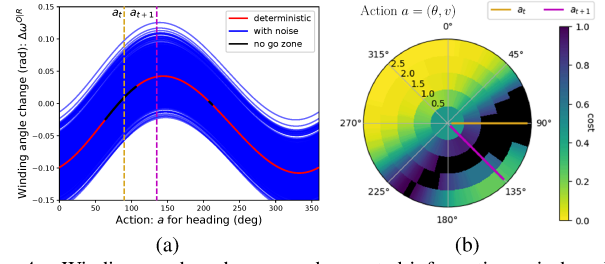 a_t a_{t+1}
deterministic
with noise
no go zone
Winding angle change (rad): Δω^{O|R}
0.15
0.10
0.05
0.00
−0.05
−0.10
−0.15
0 50 100 150 200 250 300 350
Action: a for heading (deg)
(a)
Action a = (θ, v)
a_t a_{t+1}
315° 45°
2.5
2.0
1.5
1.0
0.5
270° 90°
225° 135°
180°
1.0
0.8
0.6
0.4
0.2
0.0
cost
(b)